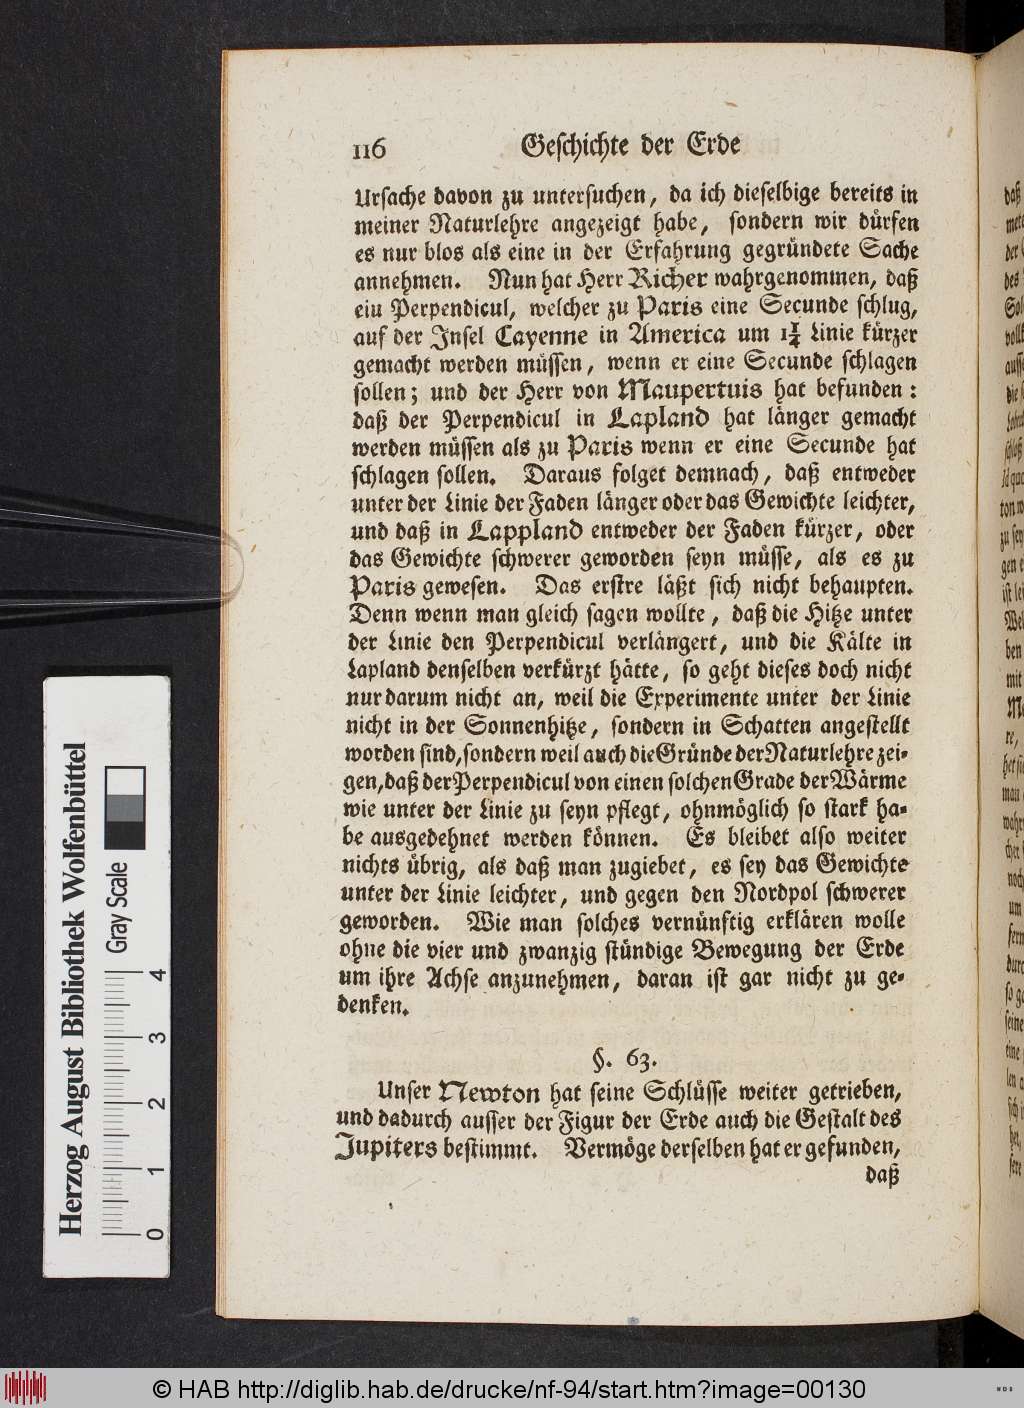 116 Geschichte der Erde
Ursache davon zu untersuchen, da ich dieselbige bereits in
meiner Naturlehre angezeigt habe, sondern wir dürfen
es nur blos als eine in der Erfahrung gegründete Sache
annehmen. Nun hat Herr Richer wahrgenommen, daß
eiu Perpendicul, welcher zu Paris eine Secunde schlug,
auf der Insel Cayenne in America um 1¼ Linie kürzer
gemacht werden müssen, wenn er eine Secunde schlagen
sollen; und der Herr von Maupertuis hat befunden:
daß der Perpendicul in Lapland hat länger gemacht
werden müssen als zu Paris wenn er eine Secunde hat
schlagen sollen. Daraus folget demnach, daß entweder
unter der Linie der Faden länger oder das Gewichte leichter,
und daß in Lappland entweder der Faden kürzer, oder
das Gewichte schwerer geworden seyn müsse, als es zu
Paris gewesen. Das erstre läßt sich nicht behaupten.
Denn wenn man gleich sagen wollte, daß die Hitze unter
der Linie den Perpendicul verlängert, und die Kälte in
Lapland denselben verkürzt hätte, so geht dieses doch nicht
nur darum nicht an, weil die Experimente unter der Linie
nicht in der Sonnenhitze, sondern in Schatten angestellt
worden sind, sondern weil auch die Gründe der Naturlehre zei-
gen, daß der Perpendicul von einen solchen Grade der Wärme
wie unter der Linie zu seyn pflegt, ohnmöglich so stark ha-
be ausgedehnet werden können. Es bleibet also weiter
nichts übrig, als daß man zugiebet, es sey das Gewichte
unter der Linie leichter, und gegen den Nordpol schwerer
geworden. Wie man solches vernünftig erklären wolle
ohne die vier und zwanzig stündige Bewegung der Erde
um ihre Achse anzunehmen, daran ist gar nicht zu ge-
denken.
§. 63.
Unser Newton hat seine Schlüsse weiter getrieben,
und dadurch ausser der Figur der Erde auch die Gestalt des
Jupiters bestimmt. Vermöge derselben hat er gefunden,
daß
Herzog August Bibliothek Wolfenbüttel
Gray Scale
0 1 2 3 4
© HAB http://diglib.hab.de/drucke/nf-94/start.htm?image=00130